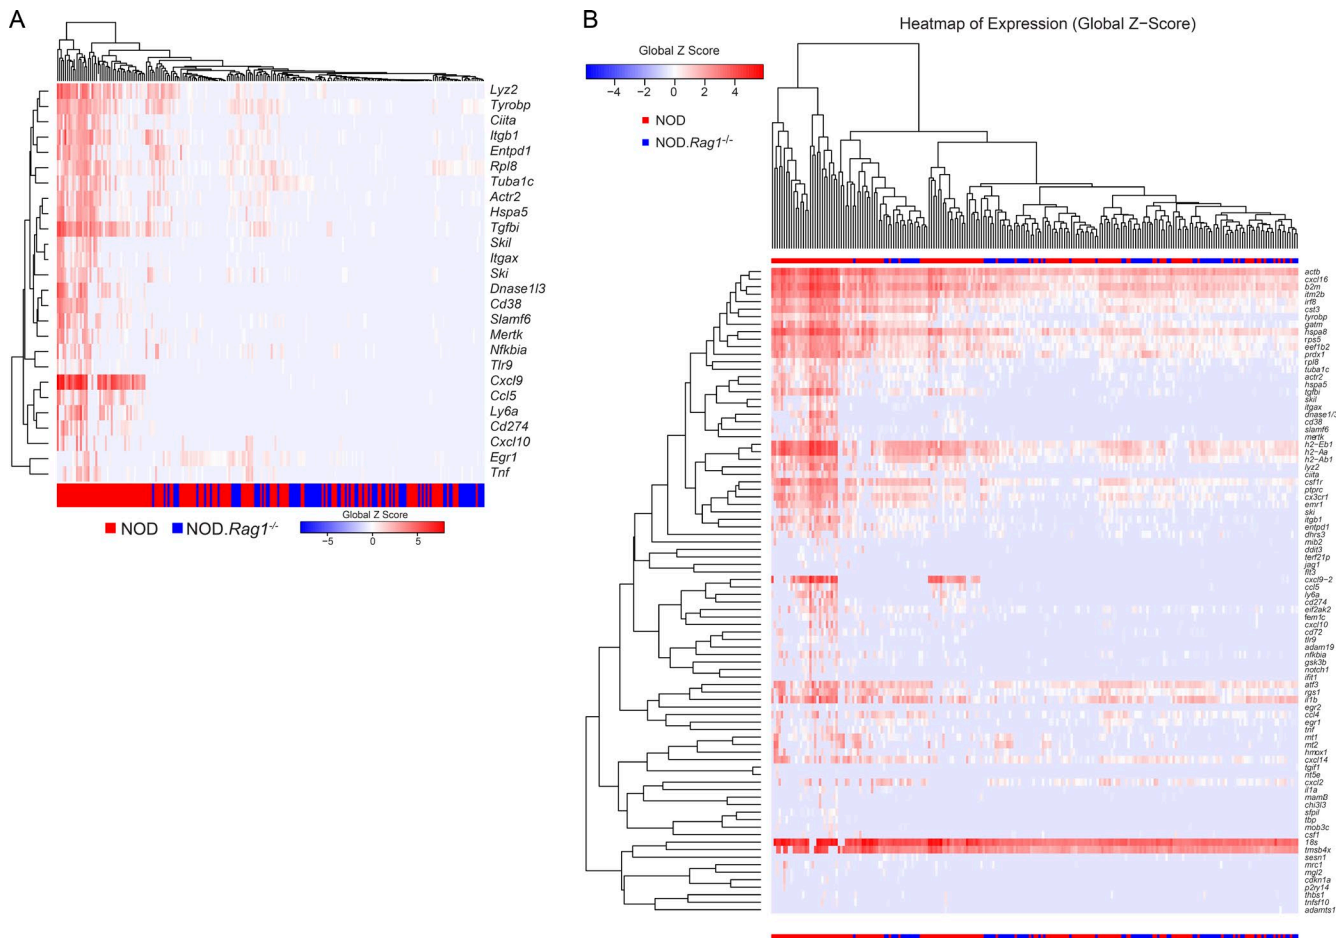 A
Lyz2
Tyrobp
Ciita
Itgb1
Entpd1
Rpl8
Tuba1c
Actr2
Hspa5
Tgfbi
Skil
Itgax
Ski
Dnase1l3
Cd38
Slamf6
Mertk
Nfkbia
Tlr9
Cxcl9
Ccl5
Ly6a
Cd274
Cxcl10
Egr1
Tnf
NOD
NOD.Rag1-/-
Global Z Score
−5
0
5
B
Heatmap of Expression (Global Z−Score)
Global Z Score
−4 −2 0 2 4
NOD
NOD.Rag1-/-
actb
cxcl16
b2m
itm2b
irf8
cst3
tyrobp
gatm
hspa8
rps5
eef1b2
prdx1
rpl8
tuba1c
actr2
hspa5
tgfbi
skil
itgax
dnase1l3
cd38
slamf6
mertk
h2−Eb1
h2−Aa
h2−Ab1
lyz2
ciita
csf1r
ptprc
cx3cr1
emr1
ski
itgb1
entpd1
dhrs3
mib2
ddit3
terf21p
jag1
flt3
cxcl9−2
ccl5
ly6a
cd274
eif2ak2
fem1c
cxcl10
cd72
tlr9
adam19
nfkbia
gsk3b
notch1
ifit1
atf3
rgs1
il1b
egr2
ccl4
egr1
tnf
mt1
mt2
hmox1
cxcl14
tgif1
nt5e
cxcl2
il1a
chi3l3
sfpil
tbp
mob3c
csf1
18s
tmsb4x
sesn1
mrc1
mgl2
cdkn1a
p2ry14
thbs1
tnfsf10
adamts1